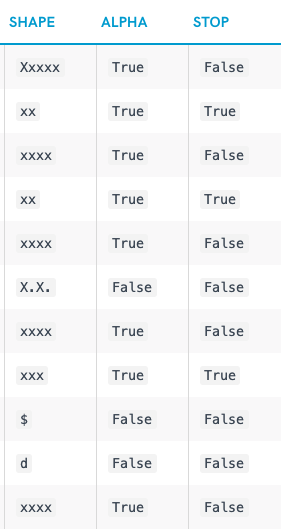 SHAPE ALPHA STOP
Xxxxx True False
xx True True
xxxx True False
xx True True
xxxx True False
X.X. False False
xxxx True False
xxx True True
$ False False
d False False
xxxx True False